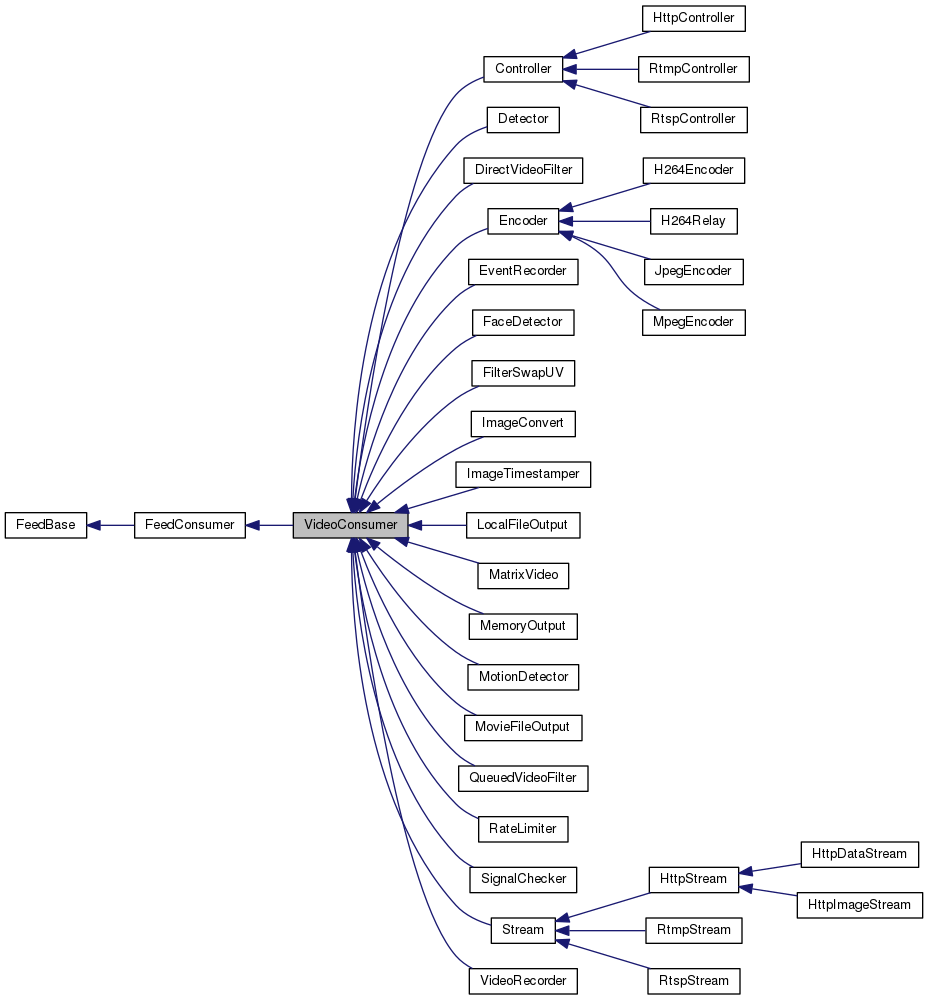 HttpController
Controller
RtmpController
RtspController
Detector
DirectVideoFilter
H264Encoder
Encoder
H264Relay
JpegEncoder
MpegEncoder
EventRecorder
FaceDetector
FilterSwapUV
ImageConvert
ImageTimestamper
FeedBase
FeedConsumer
VideoConsumer
LocalFileOutput
MatrixVideo
MemoryOutput
MotionDetector
MovieFileOutput
QueuedVideoFilter
RateLimiter
SignalChecker
HttpDataStream
HttpStream
HttpImageStream
Stream
RtmpStream
RtspStream
VideoRecorder